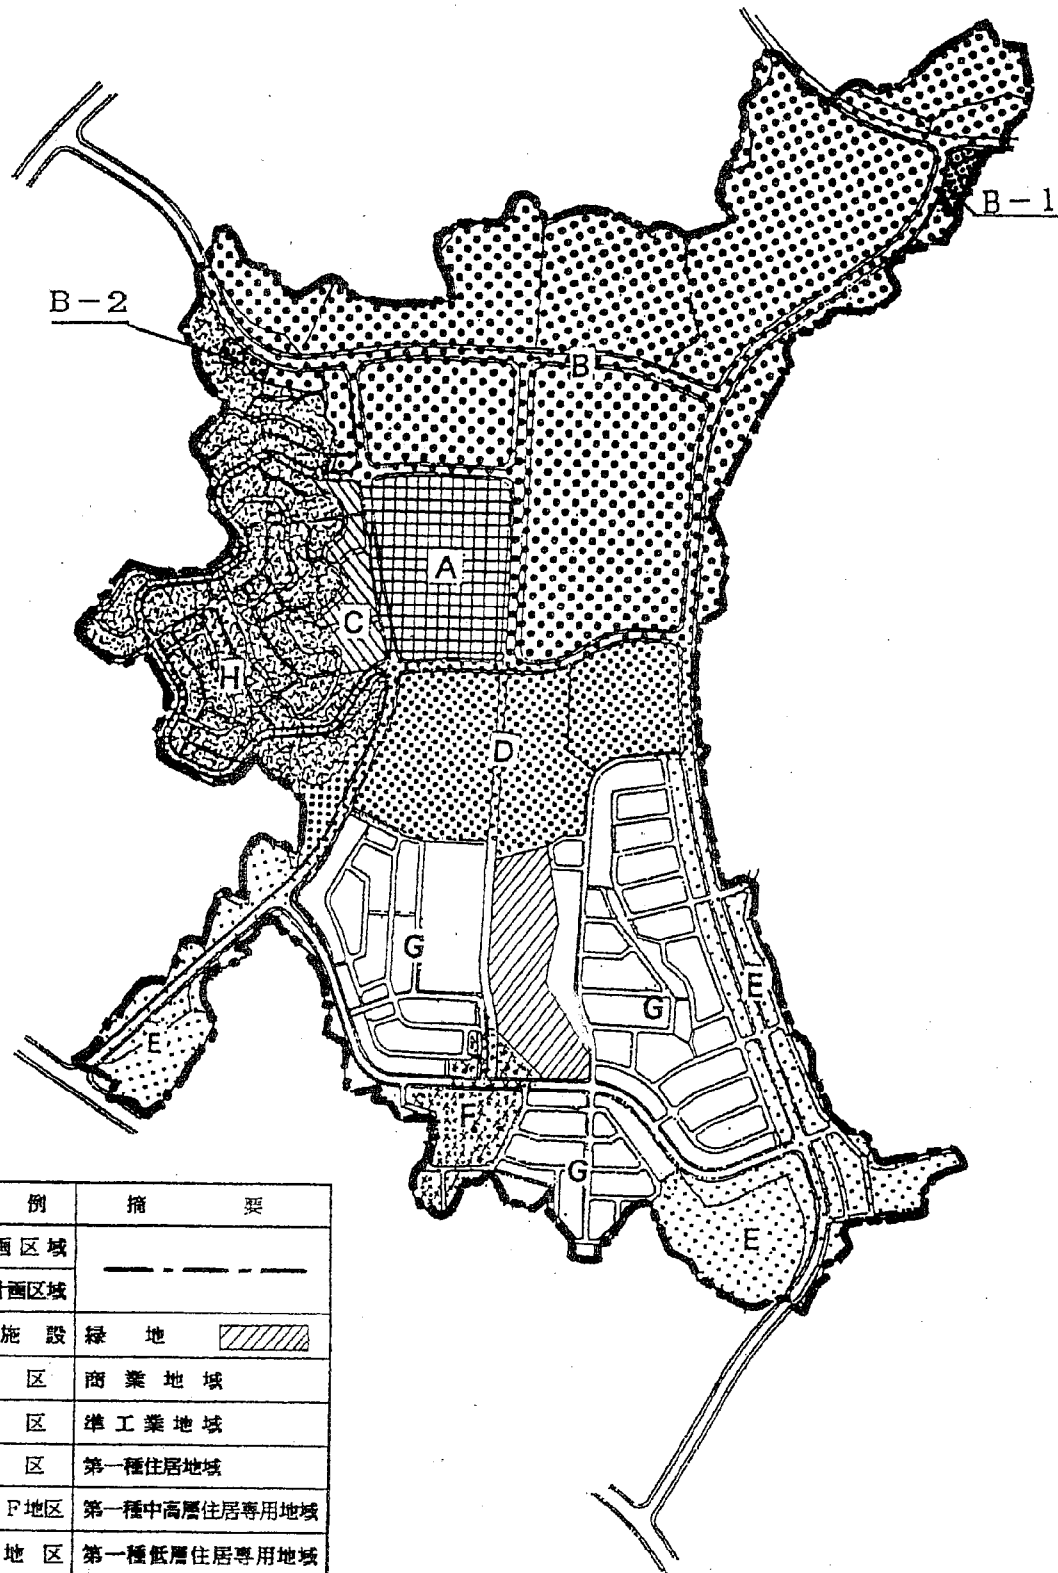 B-1
B-2
B
A
C
H
D
G
E
G
E
F
G
E
例 摘 要
画区域
計画区域
施 設 緑 地
区 商 業 地 域
区 準 工 業 地 域
区 第一種住居地域
F地区 第一種中高層住居専用地域
地 区 第一種低層住居専用地域